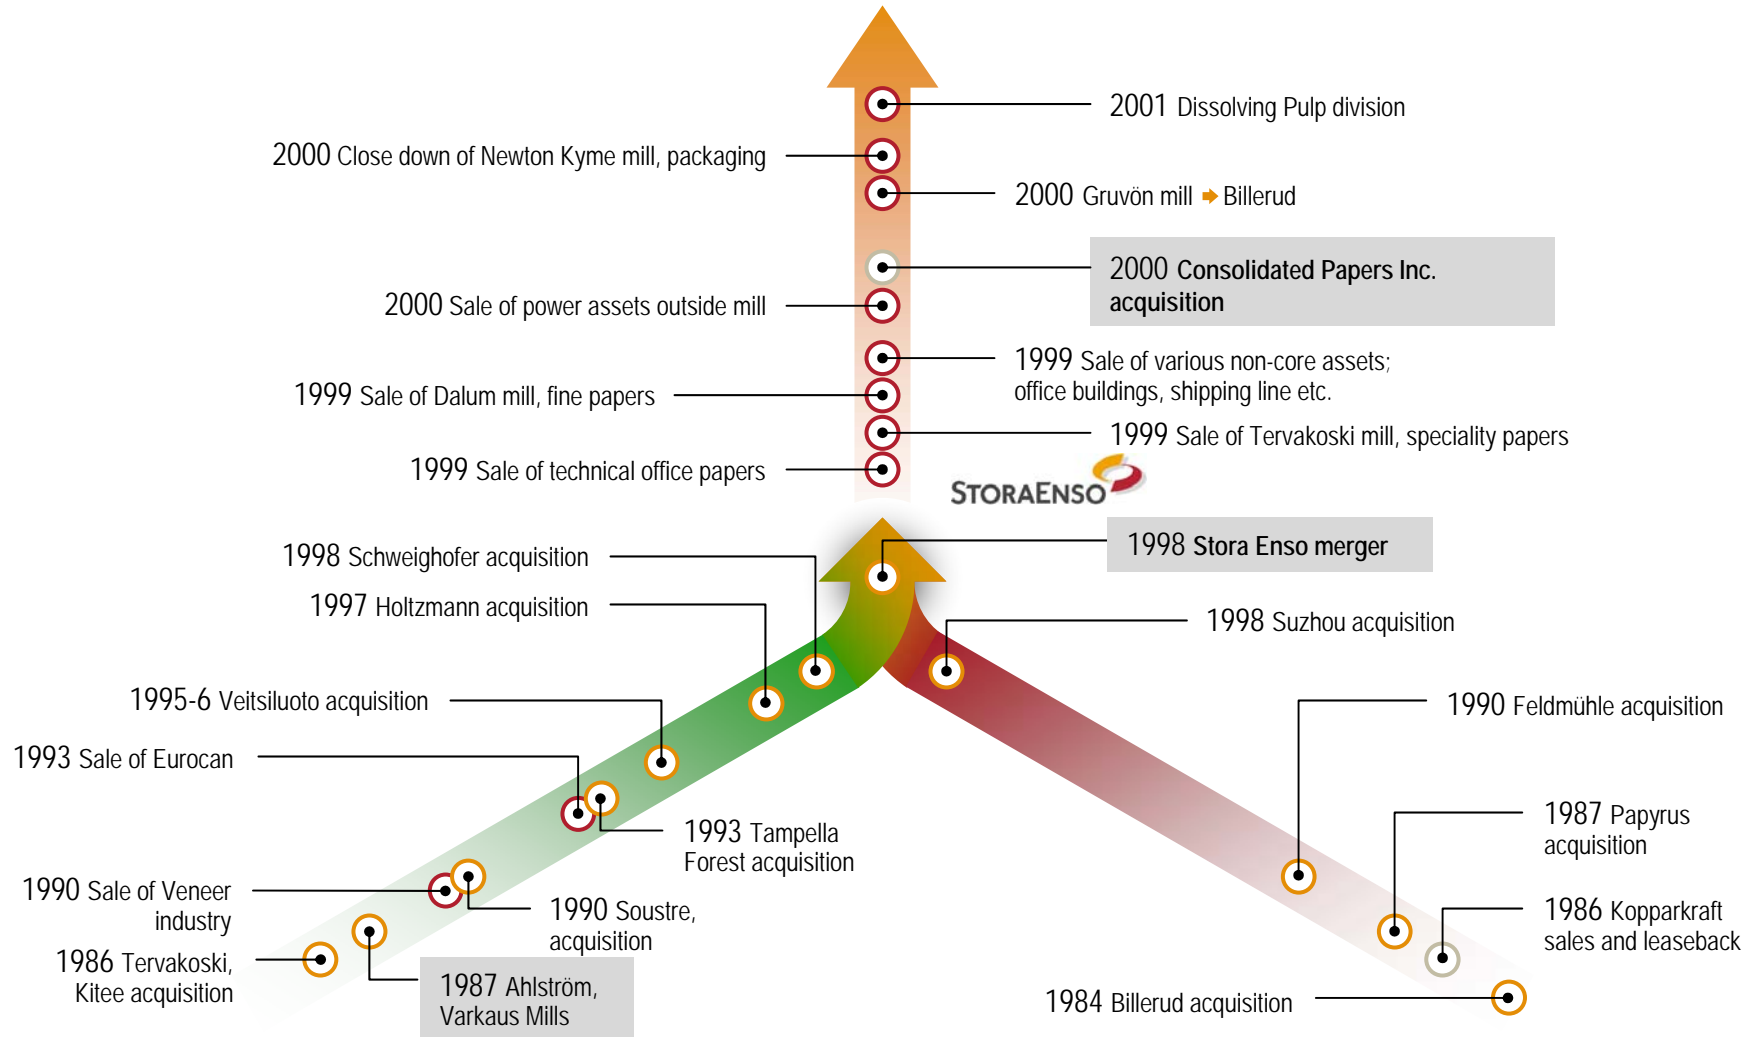 2001 Dissolving Pulp division
2000 Close down of Newton Kyme mill, packaging
2000 Gruvön mill Billerud
2000 Consolidated Papers Inc.
acquisition
2000 Sale of power assets outside mill
1999 Sale of various non-core assets;
office buildings, shipping line etc.
1999 Sale of Dalum mill, fine papers
1999 Sale of Tervakoski mill, speciality papers
1999 Sale of technical office papers
STORAENSO
1998 Stora Enso merger
1998 Schweighofer acquisition
1997 Holtzmann acquisition
1998 Suzhou acquisition
1995-6 Veitsiluoto acquisition
1990 Feldmühle acquisition
1993 Sale of Eurocan
1993 Tampella
Forest acquisition
1987 Papyrus
acquisition
1990 Sale of Veneer
industry
1990 Soustre,
acquisition
1986 Kopparkraft
sales and leaseback
1986 Tervakoski,
Kitee acquisition
1987 Ahlström,
Varkaus Mills
1984 Billerud acquisition